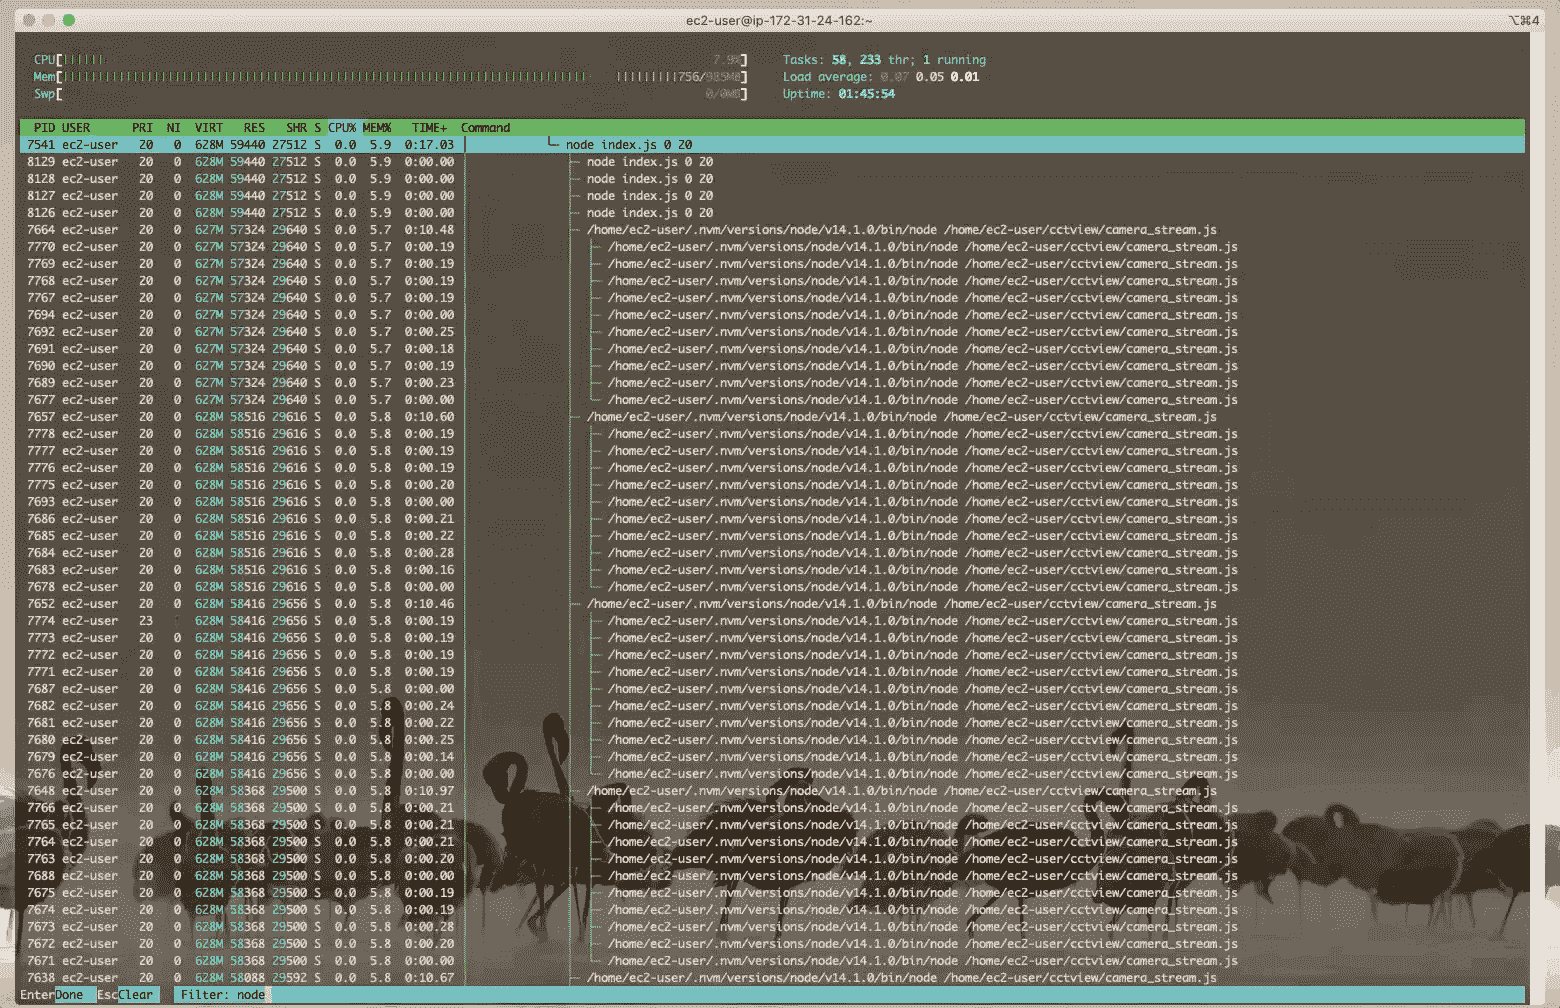 ec2-user@ip-172-31-24-162:~ ⌥⌘4
CPU[|||||| 7.9%] Tasks: 58, 233 thr; 1 running
Mem[||||||||||||||||||||||||||||||||||||||||||||||||||||||||||||||||||||||||||||||||||||756/985MB] Load average: 0.07 0.05 0.01
Swp[ 0/0MB] Uptime: 01:45:54
PID USER PRI NI VIRT RES SHR S CPU% MEM% TIME+ Command
7541 ec2-user 20 0 628M 59440 27512 S 0.0 5.9 0:17.03 │ └─ node index.js 0 20
8129 ec2-user 20 0 628M 59440 27512 S 0.0 5.9 0:00.00 │ ├─ node index.js 0 20
8128 ec2-user 20 0 628M 59440 27512 S 0.0 5.9 0:00.00 │ ├─ node index.js 0 20
8127 ec2-user 20 0 628M 59440 27512 S 0.0 5.9 0:00.00 │ ├─ node index.js 0 20
8126 ec2-user 20 0 628M 59440 27512 S 0.0 5.9 0:00.00 │ ├─ node index.js 0 20
7664 ec2-user 20 0 627M 57324 29640 S 0.0 5.7 0:10.48 │ ├─ /home/ec2-user/.nvm/versions/node/v14.1.0/bin/node /home/ec2-user/cctview/camera_stream.js
7770 ec2-user 20 0 627M 57324 29640 S 0.0 5.7 0:00.19 │ │ ├─ /home/ec2-user/.nvm/versions/node/v14.1.0/bin/node /home/ec2-user/cctview/camera_stream.js
7769 ec2-user 20 0 627M 57324 29640 S 0.0 5.7 0:00.19 │ │ ├─ /home/ec2-user/.nvm/versions/node/v14.1.0/bin/node /home/ec2-user/cctview/camera_stream.js
7768 ec2-user 20 0 627M 57324 29640 S 0.0 5.7 0:00.19 │ │ ├─ /home/ec2-user/.nvm/versions/node/v14.1.0/bin/node /home/ec2-user/cctview/camera_stream.js
7767 ec2-user 20 0 627M 57324 29640 S 0.0 5.7 0:00.19 │ │ ├─ /home/ec2-user/.nvm/versions/node/v14.1.0/bin/node /home/ec2-user/cctview/camera_stream.js
7694 ec2-user 20 0 627M 57324 29640 S 0.0 5.7 0:00.00 │ │ ├─ /home/ec2-user/.nvm/versions/node/v14.1.0/bin/node /home/ec2-user/cctview/camera_stream.js
7692 ec2-user 20 0 627M 57324 29640 S 0.0 5.7 0:00.25 │ │ ├─ /home/ec2-user/.nvm/versions/node/v14.1.0/bin/node /home/ec2-user/cctview/camera_stream.js
7691 ec2-user 20 0 627M 57324 29640 S 0.0 5.7 0:00.18 │ │ ├─ /home/ec2-user/.nvm/versions/node/v14.1.0/bin/node /home/ec2-user/cctview/camera_stream.js
7690 ec2-user 20 0 627M 57324 29640 S 0.0 5.7 0:00.19 │ │ ├─ /home/ec2-user/.nvm/versions/node/v14.1.0/bin/node /home/ec2-user/cctview/camera_stream.js
7689 ec2-user 20 0 627M 57324 29640 S 0.0 5.7 0:00.23 │ │ ├─ /home/ec2-user/.nvm/versions/node/v14.1.0/bin/node /home/ec2-user/cctview/camera_stream.js
7677 ec2-user 20 0 627M 57324 29640 S 0.0 5.7 0:00.00 │ │ └─ /home/ec2-user/.nvm/versions/node/v14.1.0/bin/node /home/ec2-user/cctview/camera_stream.js
7657 ec2-user 20 0 628M 58516 29616 S 0.0 5.8 0:10.60 │ ├─ /home/ec2-user/.nvm/versions/node/v14.1.0/bin/node /home/ec2-user/cctview/camera_stream.js
7778 ec2-user 20 0 628M 58516 29616 S 0.0 5.8 0:00.19 │ │ ├─ /home/ec2-user/.nvm/versions/node/v14.1.0/bin/node /home/ec2-user/cctview/camera_stream.js
7777 ec2-user 20 0 628M 58516 29616 S 0.0 5.8 0:00.19 │ │ ├─ /home/ec2-user/.nvm/versions/node/v14.1.0/bin/node /home/ec2-user/cctview/camera_stream.js
7776 ec2-user 20 0 628M 58516 29616 S 0.0 5.8 0:00.19 │ │ ├─ /home/ec2-user/.nvm/versions/node/v14.1.0/bin/node /home/ec2-user/cctview/camera_stream.js
7775 ec2-user 20 0 628M 58516 29616 S 0.0 5.8 0:00.20 │ │ ├─ /home/ec2-user/.nvm/versions/node/v14.1.0/bin/node /home/ec2-user/cctview/camera_stream.js
7693 ec2-user 20 0 628M 58516 29616 S 0.0 5.8 0:00.00 │ │ ├─ /home/ec2-user/.nvm/versions/node/v14.1.0/bin/node /home/ec2-user/cctview/camera_stream.js
7686 ec2-user 20 0 628M 58516 29616 S 0.0 5.8 0:00.21 │ │ ├─ /home/ec2-user/.nvm/versions/node/v14.1.0/bin/node /home/ec2-user/cctview/camera_stream.js
7685 ec2-user 20 0 628M 58516 29616 S 0.0 5.8 0:00.22 │ │ ├─ /home/ec2-user/.nvm/versions/node/v14.1.0/bin/node /home/ec2-user/cctview/camera_stream.js
7684 ec2-user 20 0 628M 58516 29616 S 0.0 5.8 0:00.28 │ │ ├─ /home/ec2-user/.nvm/versions/node/v14.1.0/bin/node /home/ec2-user/cctview/camera_stream.js
7683 ec2-user 20 0 628M 58516 29616 S 0.0 5.8 0:00.16 │ │ ├─ /home/ec2-user/.nvm/versions/node/v14.1.0/bin/node /home/ec2-user/cctview/camera_stream.js
7678 ec2-user 20 0 628M 58516 29616 S 0.0 5.8 0:00.00 │ │ └─ /home/ec2-user/.nvm/versions/node/v14.1.0/bin/node /home/ec2-user/cctview/camera_stream.js
7652 ec2-user 20 0 628M 58416 29656 S 0.0 5.8 0:10.46 │ ├─ /home/ec2-user/.nvm/versions/node/v14.1.0/bin/node /home/ec2-user/cctview/camera_stream.js
7774 ec2-user 23 628M 58416 29656 S 0.0 5.8 0:00.19 │ │ ├─ /home/ec2-user/.nvm/versions/node/v14.1.0/bin/node /home/ec2-user/cctview/camera_stream.js
7773 ec2-user 20 0 628M 58416 29656 S 0.0 5.8 0:00.19 │ │ ├─ /home/ec2-user/.nvm/versions/node/v14.1.0/bin/node /home/ec2-user/cctview/camera_stream.js
7772 ec2-user 20 0 628M 58416 29656 S 0.0 5.8 0:00.19 │ │ ├─ /home/ec2-user/.nvm/versions/node/v14.1.0/bin/node /home/ec2-user/cctview/camera_stream.js
7771 ec2-user 20 0 628M 58416 29656 S 0.0 5.8 0:00.19 │ │ ├─ /home/ec2-user/.nvm/versions/node/v14.1.0/bin/node /home/ec2-user/cctview/camera_stream.js
7687 ec2-user 20 0 628M 58416 29656 S 0.0 5.8 0:00.00 │ │ ├─ /home/ec2-user/.nvm/versions/node/v14.1.0/bin/node /home/ec2-user/cctview/camera_stream.js
7682 ec2-user 20 0 628M 58416 29656 S 0.0 5.8 0:00.24 │ │ ├─ /home/ec2-user/.nvm/versions/node/v14.1.0/bin/node /home/ec2-user/cctview/camera_stream.js
7681 ec2-user 20 0 628M 58416 29656 S 0.0 5.8 0:00.22 │ │ ├─ /home/ec2-user/.nvm/versions/node/v14.1.0/bin/node /home/ec2-user/cctview/camera_stream.js
7680 ec2-user 20 0 628M 58416 29656 S 0.0 5.8 0:00.25 │ │ ├─ /home/ec2-user/.nvm/versions/node/v14.1.0/bin/node /home/ec2-user/cctview/camera_stream.js
7679 ec2-user 20 0 628M 58416 29656 S 0.0 5.8 0:00.14 │ │ ├─ /home/ec2-user/.nvm/versions/node/v14.1.0/bin/node /home/ec2-user/cctview/camera_stream.js
7676 ec2-user 20 0 628M 58416 29656 S 0.0 5.8 0:00.00 │ │ └─ /home/ec2-user/.nvm/versions/node/v14.1.0/bin/node /home/ec2-user/cctview/camera_stream.js
7648 ec2-user 20 0 628M 58368 29500 S 0.0 5.8 0:10.97 │ ├─ /home/ec2-user/.nvm/versions/node/v14.1.0/bin/node /home/ec2-user/cctview/camera_stream.js
7766 ec2-user 20 0 628M 58368 29500 S 0.0 5.8 0:00.21 │ │ ├─ /home/ec2-user/.nvm/versions/node/v14.1.0/bin/node /home/ec2-user/cctview/camera_stream.js
7765 ec2-user 20 0 628M 58368 29500 S 0.0 5.8 0:00.21 │ │ ├─ /home/ec2-user/.nvm/versions/node/v14.1.0/bin/node /home/ec2-user/cctview/camera_stream.js
7764 ec2-user 20 0 628M 58368 29500 S 0.0 5.8 0:00.21 │ │ ├─ /home/ec2-user/.nvm/versions/node/v14.1.0/bin/node /home/ec2-user/cctview/camera_stream.js
7763 ec2-user 20 0 628M 58368 29500 S 0.0 5.8 0:00.20 │ │ ├─ /home/ec2-user/.nvm/versions/node/v14.1.0/bin/node /home/ec2-user/cctview/camera_stream.js
7688 ec2-user 20 0 628M 58368 29500 S 0.0 5.8 0:00.00 │ │ ├─ /home/ec2-user/.nvm/versions/node/v14.1.0/bin/node /home/ec2-user/cctview/camera_stream.js
7675 ec2-user 20 0 628M 58368 29500 S 0.0 5.8 0:00.19 │ │ ├─ /home/ec2-user/.nvm/versions/node/v14.1.0/bin/node /home/ec2-user/cctview/camera_stream.js
7674 ec2-user 20 0 628M 58368 29500 S 0.0 5.8 0:00.19 │ │ ├─ /home/ec2-user/.nvm/versions/node/v14.1.0/bin/node /home/ec2-user/cctview/camera_stream.js
7673 ec2-user 20 0 628M 58368 29500 S 0.0 5.8 0:00.28 │ │ ├─ /home/ec2-user/.nvm/versions/node/v14.1.0/bin/node /home/ec2-user/cctview/camera_stream.js
7672 ec2-user 20 0 628M 58368 29500 S 0.0 5.8 0:00.20 │ │ ├─ /home/ec2-user/.nvm/versions/node/v14.1.0/bin/node /home/ec2-user/cctview/camera_stream.js
7671 ec2-user 20 0 628M 58368 29500 S 0.0 5.8 0:00.00 │ │ └─ /home/ec2-user/.nvm/versions/node/v14.1.0/bin/node /home/ec2-user/cctview/camera_stream.js
7638 ec2-user 20 0 628M 58088 29592 S 0.0 5.8 0:10.67 │ ├─ /home/ec2-user/.nvm/versions/node/v14.1.0/bin/node /home/ec2-user/cctview/camera_stream.js
EnterDone EscClear Filter: node